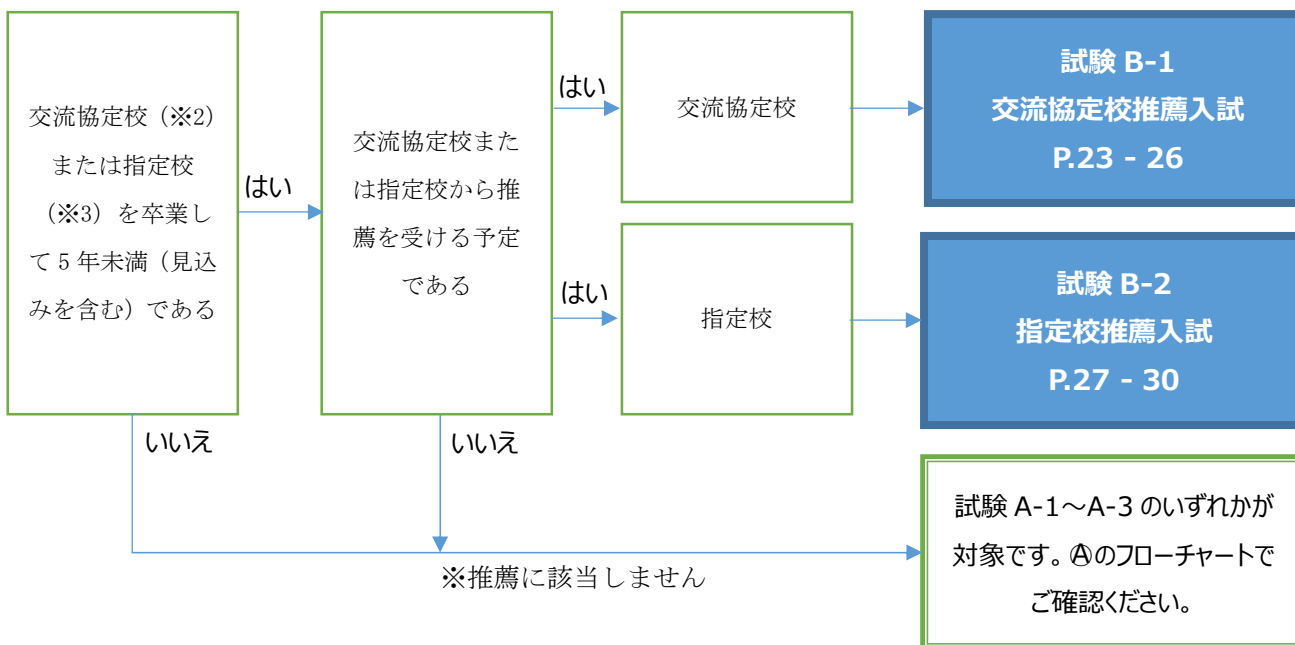 交流協定校（※2）
または指定校
（※3）を卒業し
て 5 年未満（見込
みを含む）である
はい
いいえ
交流協定校また
は指定校から推
薦を受ける予定
である
はい
はい
いいえ
交流協定校
指定校
試験 B-1
交流協定校推薦入試
P.23 - 26
試験 B-2
指定校推薦入試
P.27 - 30
※推薦に該当しません
試験 A-1～A-3 のいずれかが
対象です。Ⓐのフローチャートで
ご確認ください。